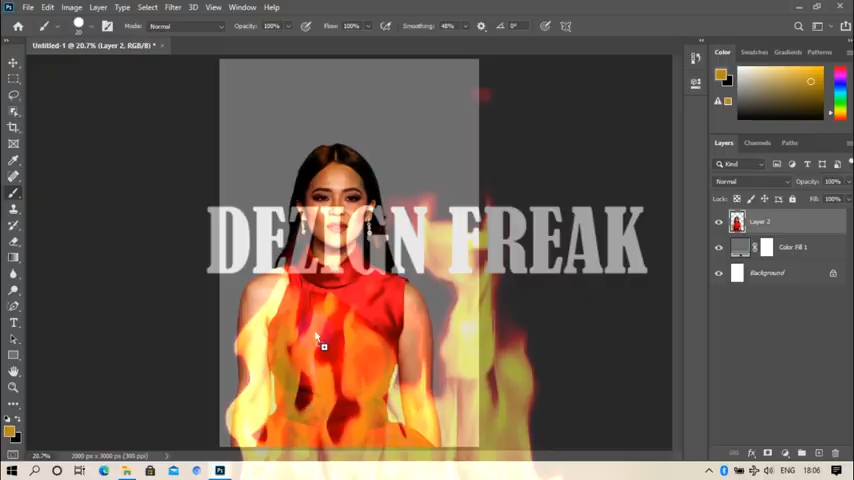 File Edit Image Layer Type Select Filter 3D View Window Help
20 Mode: Normal Opacity: 100% Flow: 100% Smoothing: 48% 0°
Untitled-1 @ 20.7% (Layer 2, RGB/8) * ×
Color Swatches Gradients Patterns
Layers Channels Paths
Kind
Normal Opacity: 100%
Lock: Fill: 100%
Layer 2
Color Fill 1
Background
DEZIGN FREAK
20.7% 2000 px x 3000 px (300 ppi)
ENG 18:06